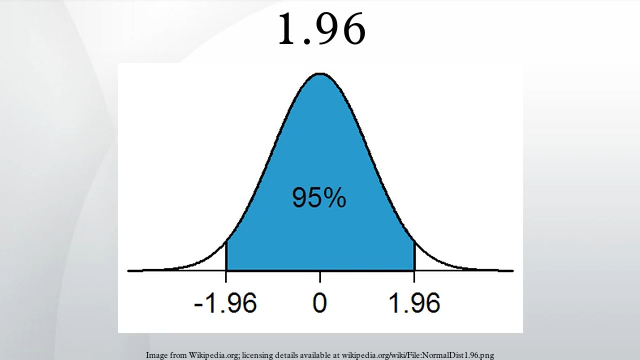 1.96
95%
-1.96 0 1.96
Image from Wikipedia.org; licensing details available at wikipedia.org/wiki/File:NormalDist1.96.png